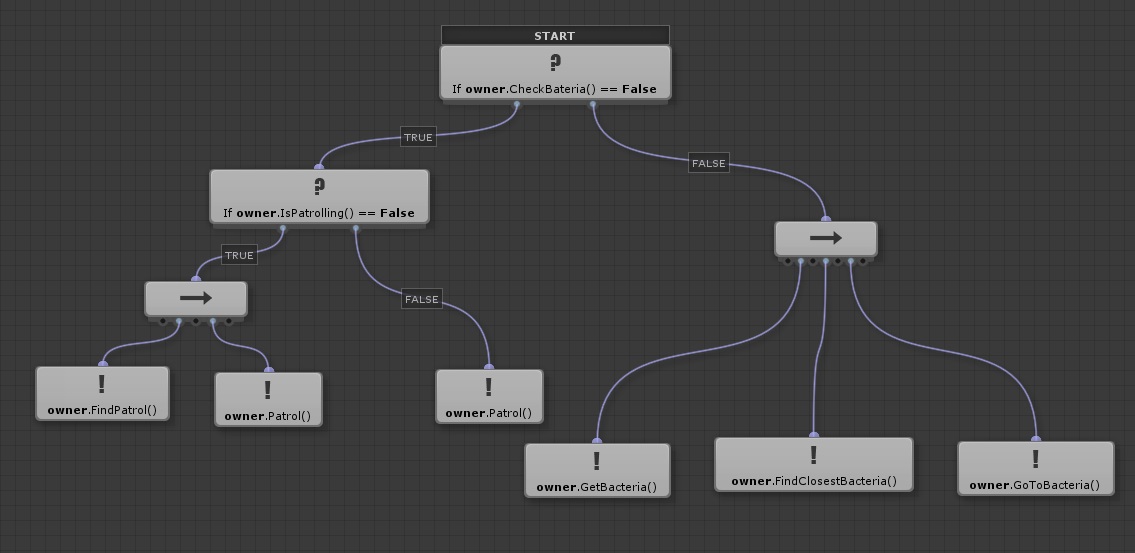 START
?
If owner.CheckBateria() == False
TRUE
FALSE
?
If owner.IsPatrolling() == False
TRUE
FALSE
!
owner.FindPatrol()
!
owner.Patrol()
!
owner.Patrol()
!
owner.GetBacteria()
!
owner.FindClosestBacteria()
!
owner.GoToBacteria()